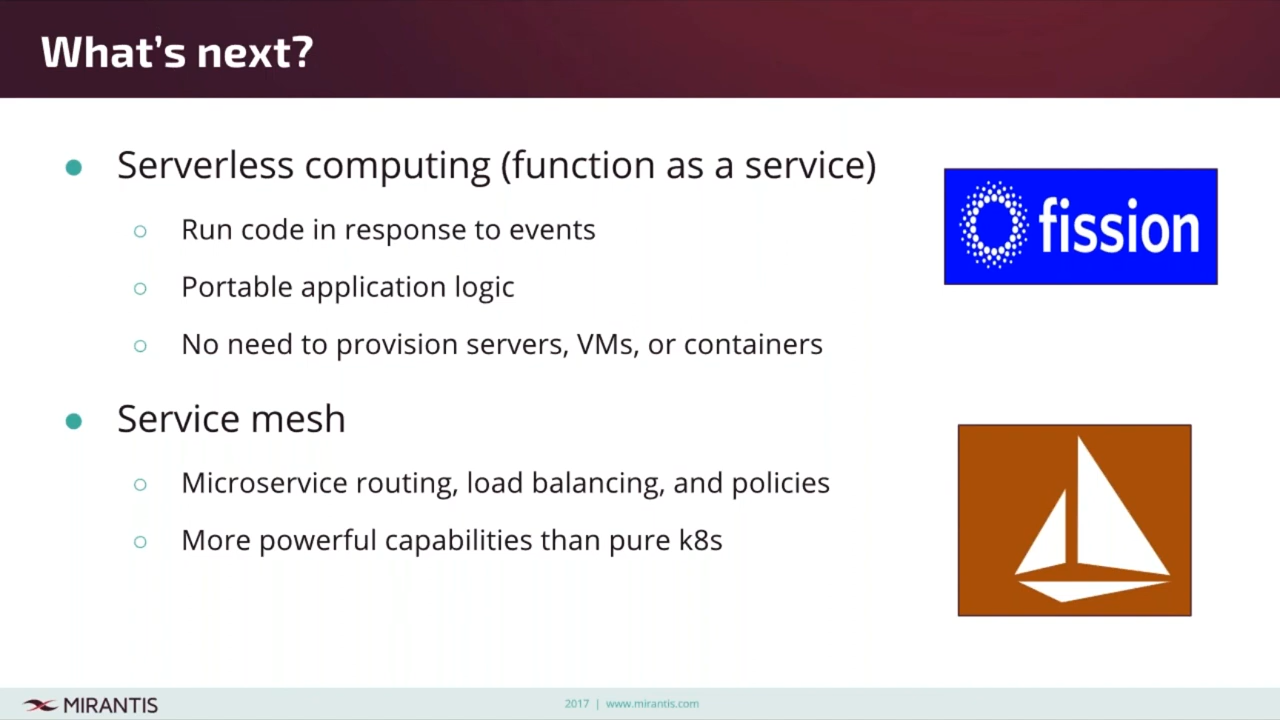 What's next?
Serverless computing (function as a service)
Run code in response to events
Portable application logic
No need to provision servers, VMs, or containers
fission
Service mesh
Microservice routing, load balancing, and policies
More powerful capabilities than pure k8s
MIRANTIS
2017 | www.mirantis.com